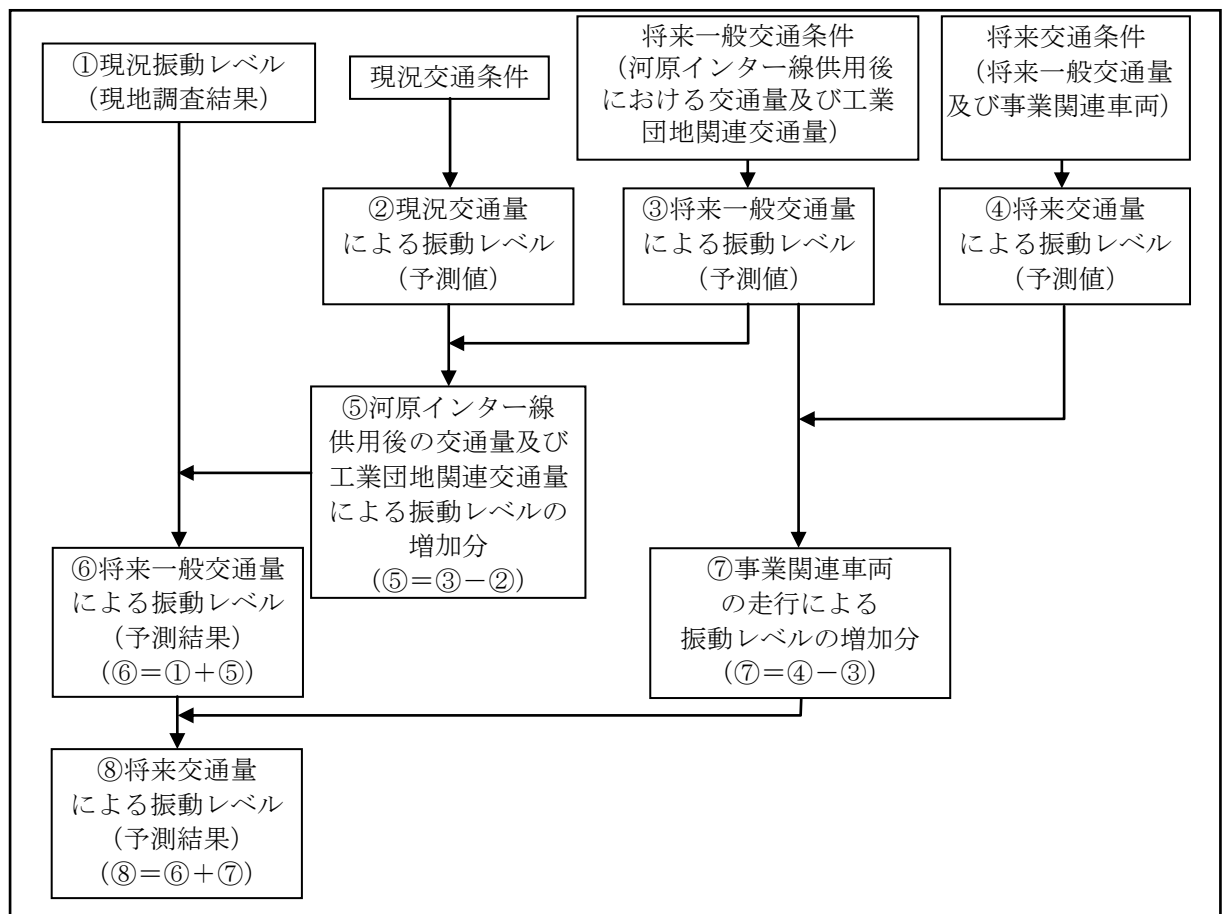 ①現況振動レベル
（現地調査結果）
現況交通条件
将来一般交通条件
（河原インター線供用後
における交通量及び工業
団地関連交通量）
将来交通条件
（将来一般交通量
及び事業関連車両）
②現況交通量
による振動レベル
（予測値）
③将来一般交通量
による振動レベル
（予測値）
④将来交通量
による振動レベル
（予測値）
⑤河原インター線
供用後の交通量及び
工業団地関連交通量
による振動レベルの
増加分
（⑤＝③－②）
⑥将来一般交通量
による振動レベル
（予測結果）
（⑥＝①＋⑤）
⑦事業関連車両
の走行による
振動レベルの増加分
（⑦＝④－③）
⑧将来交通量
による振動レベル
（予測結果）
（⑧＝⑥＋⑦）